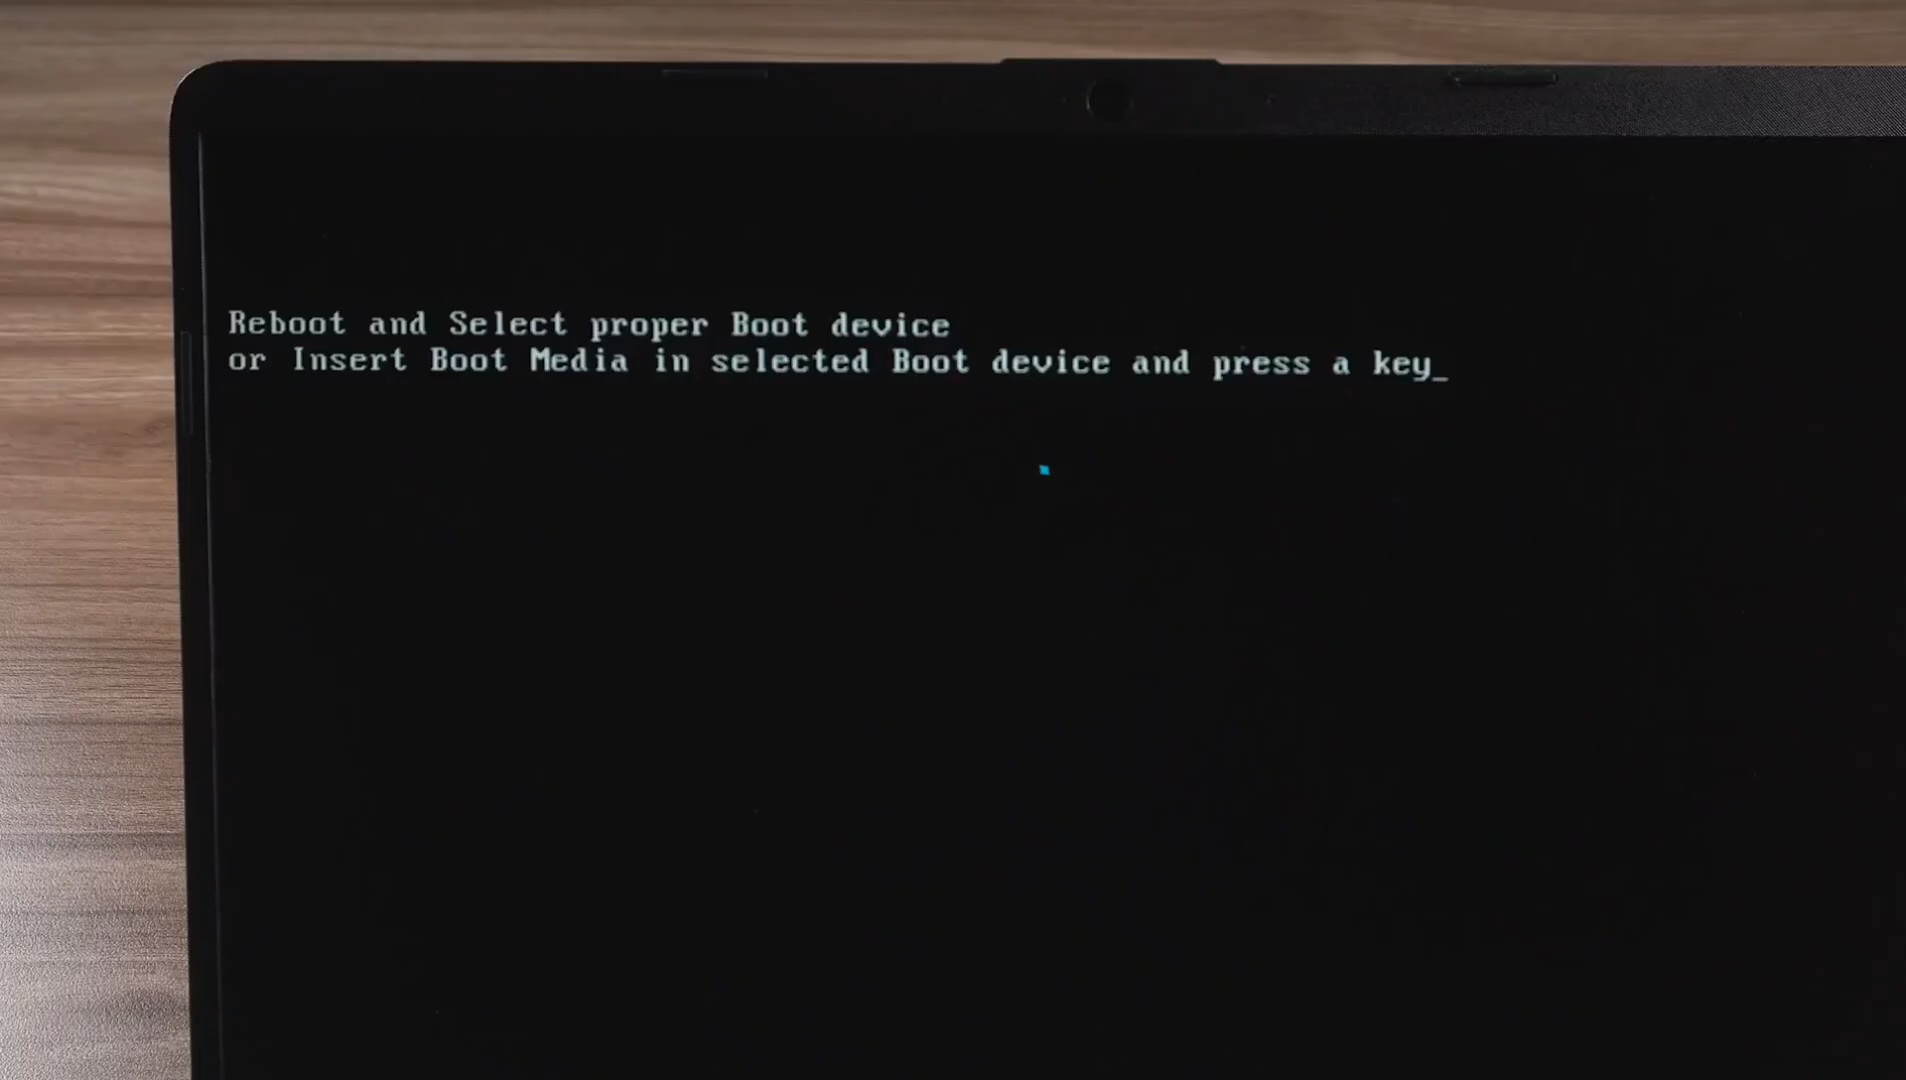 Reboot and Select proper Boot device
or Insert Boot Media in selected Boot device and press a key_